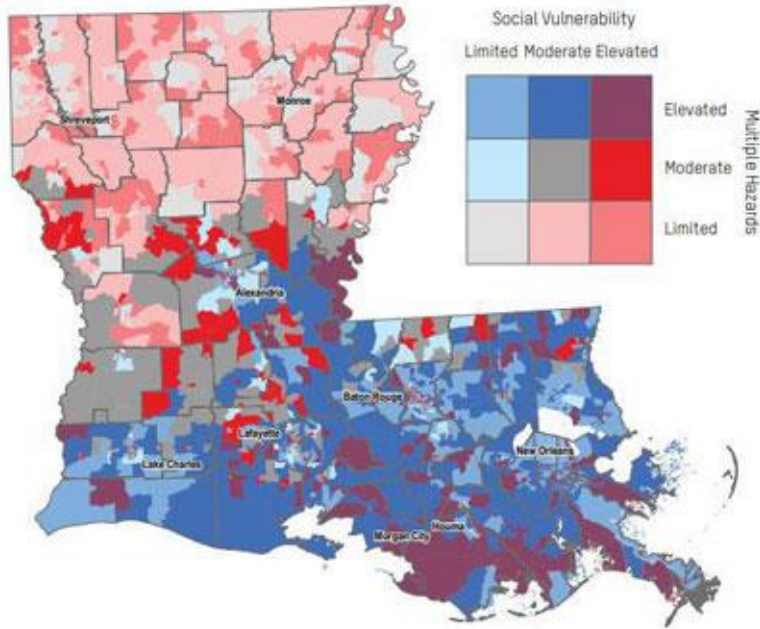 Social Vulnerability
Limited Moderate Elevated
Elevated
Moderate
Limited
Multiple Hazards
Monroe
Shreveport
Alexandria
Baton Rouge
Lafayette
New Orleans
Lake Charles
Houma
Morgan City